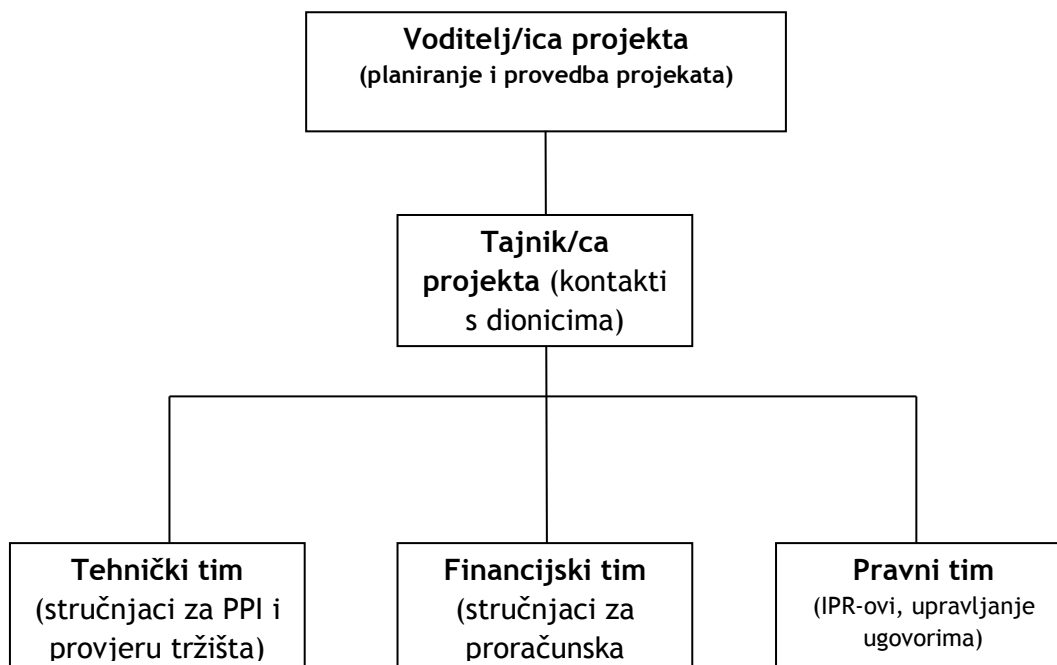 Voditelj/ica projekta
(planiranje i provedba projekata)
Tajnik/ca
projekta (kontakti
s dionicima)
Tehnički tim
(stručnjaci za PPI i
provjeru tržišta)
Financijski tim
(stručnjaci za
proračunska
Pravni tim
(IPR-ovi, upravljanje
ugovorima)